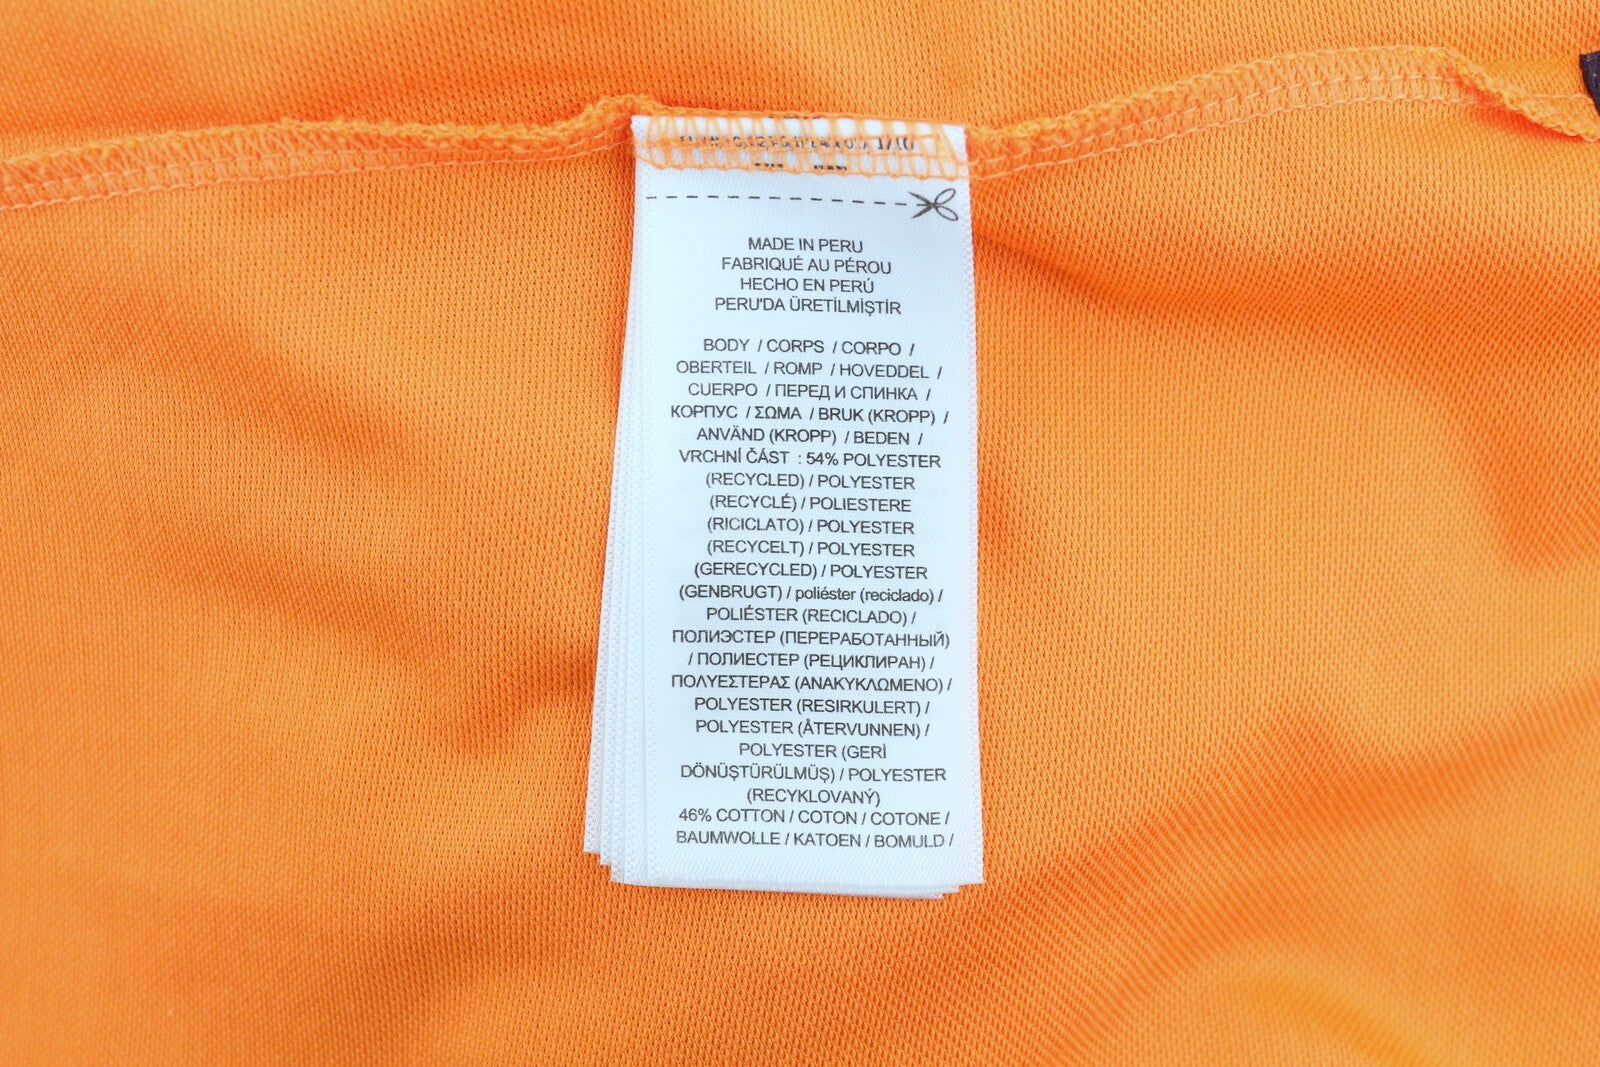 MADE IN PERU
FABRIQUÉ AU PÉROU
HECHO EN PERÚ
PERU'DA ÜRETİLMİŞTİR
BODY / CORPS / CORPO /
OBERTEIL / ROMP / HOVEDDEL /
CUERPO / ПЕРЕД И СПИНКА /
КОРПУС / ΣΩΜΑ / BRUK (KROPP) /
ANVÄND (KROPP) / BEDEN /
VRCHNÍ ČÁST : 54% POLYESTER
(RECYCLED) / POLYESTER
(RECYCLÉ) / POLIESTERE
(RICICLATO) / POLYESTER
(RECYCELT) / POLYESTER
(GERECYCLED) / POLYESTER
(GENBRUGT) / poliéster (reciclado) /
POLIÉSTER (RECICLADO) /
ПОЛИЭСТЕР (ПЕРЕРАБОТАННЫЙ)
/ ПОЛИЕСТЕР (РЕЦИКЛИРАН) /
ΠΟΛΥΕΣΤΕΡΑΣ (ΑΝΑΚΥΚΛΩΜΕΝΟ) /
POLYESTER (RESIRKULERT) /
POLYESTER (ÅTERVUNNEN) /
POLYESTER (GERİ
DÖNÜŞTÜRÜLMÜŞ) / POLYESTER
(RECYKLOVANÝ)
46% COTTON / COTON / COTONE /
BAUMWOLLE / KATOEN / BOMULD /